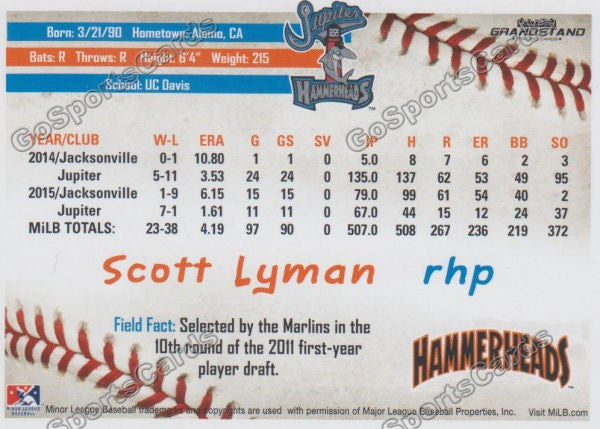 Born: 3/21/90 Hometown: Alamo, CA
Bats: R Throws: R Height: 6'4" Weight: 215
School: UC Davis
Jupiter
HAMMERHEADS
TM
GRANDSTAND
YEAR/CLUB W-L ERA G GS SV IP H R ER BB SO
2014/Jacksonville 0-1 10.80 1 1 0 5.0 8 7 6 2 3
Jupiter 5-11 3.53 24 24 0 135.0 137 62 53 49 95
2015/Jacksonville 1-9 6.15 15 15 0 79.0 99 61 54 40 2
Jupiter 7-1 1.61 11 11 0 67.0 44 15 12 24 37
MiLB TOTALS: 23-38 4.19 97 90 0 507.0 508 267 236 219 372
Scott Lyman rhp
Field Fact: Selected by the Marlins in the
10th round of the 2011 first-year
player draft.
HAMMERHEADS
MINOR LEAGUE
BASEBALL
Minor League Baseball trademarks and copyrights are used with permission of Major League Baseball Properties, Inc. Visit MiLB.com
GoSportsCards